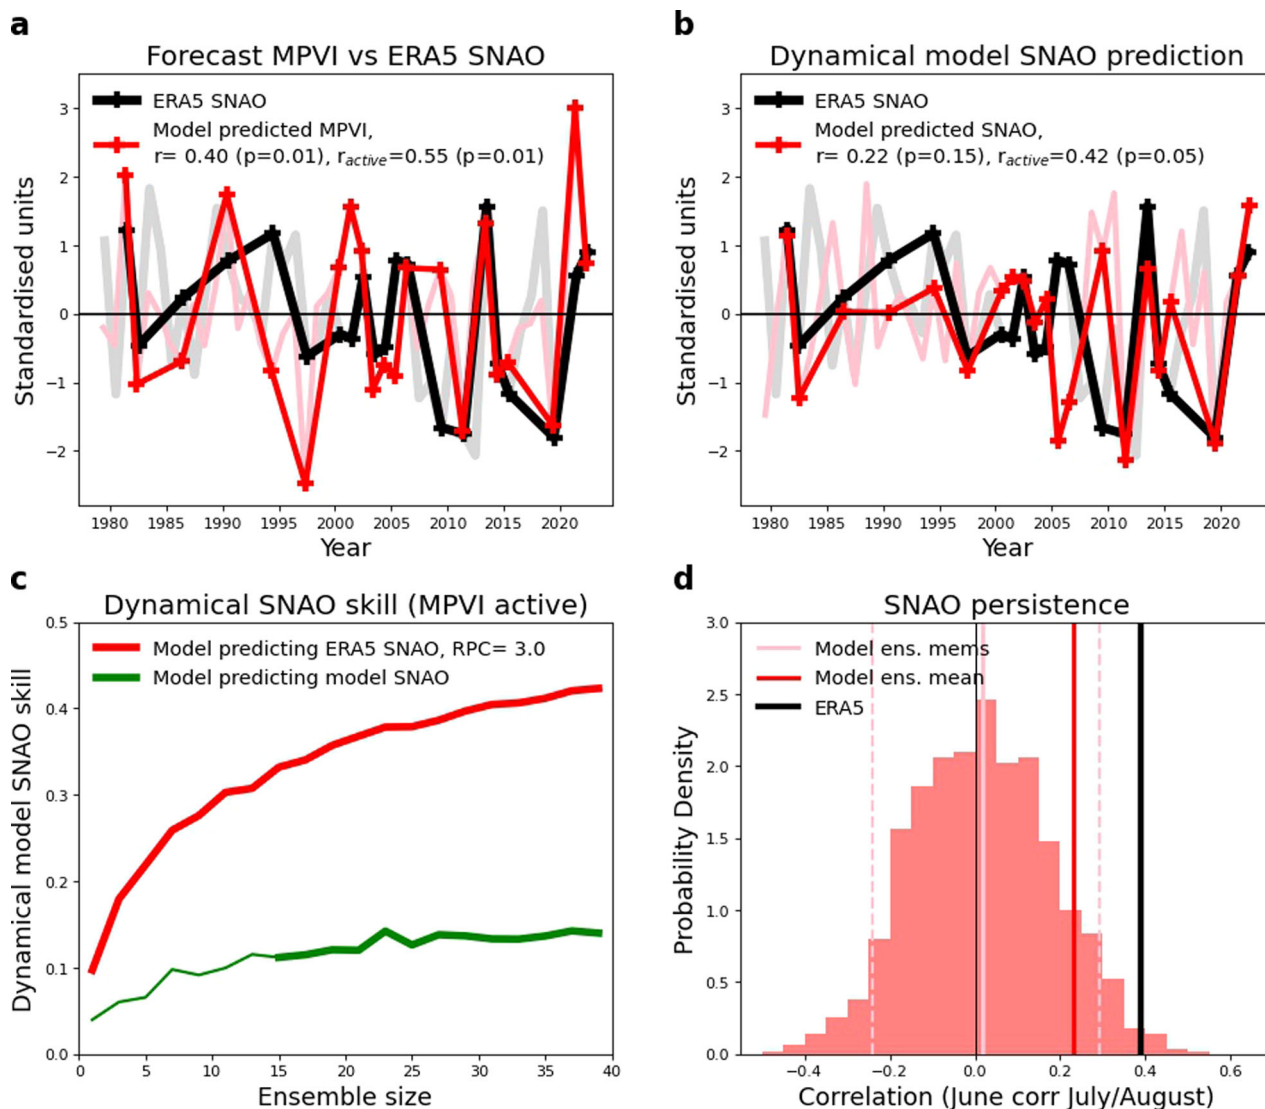 a
Forecast MPVI vs ERA5 SNAO
ERA5 SNAO
Model predicted MPVI,
r= 0.40 (p=0.01), ractive=0.55 (p=0.01)
3
2
1
0
−1
−2
Standardised units
1980 1985 1990 1995 2000 2005 2010 2015 2020
Year
b
Dynamical model SNAO prediction
ERA5 SNAO
Model predicted SNAO,
r= 0.22 (p=0.15), ractive=0.42 (p=0.05)
3
2
1
0
−1
−2
Standardised units
1980 1985 1990 1995 2000 2005 2010 2015 2020
Year
c
Dynamical SNAO skill (MPVI active)
Model predicting ERA5 SNAO, RPC= 3.0
Model predicting model SNAO
0.5
0.4
0.3
0.2
0.1
0.0
Dynamical model SNAO skill
0 5 10 15 20 25 30 35 40
Ensemble size
d
SNAO persistence
Model ens. mems
Model ens. mean
ERA5
3.0
2.5
2.0
1.5
1.0
0.5
0.0
Probability Density
−0.4 −0.2 0.0 0.2 0.4 0.6
Correlation (June corr July/August)